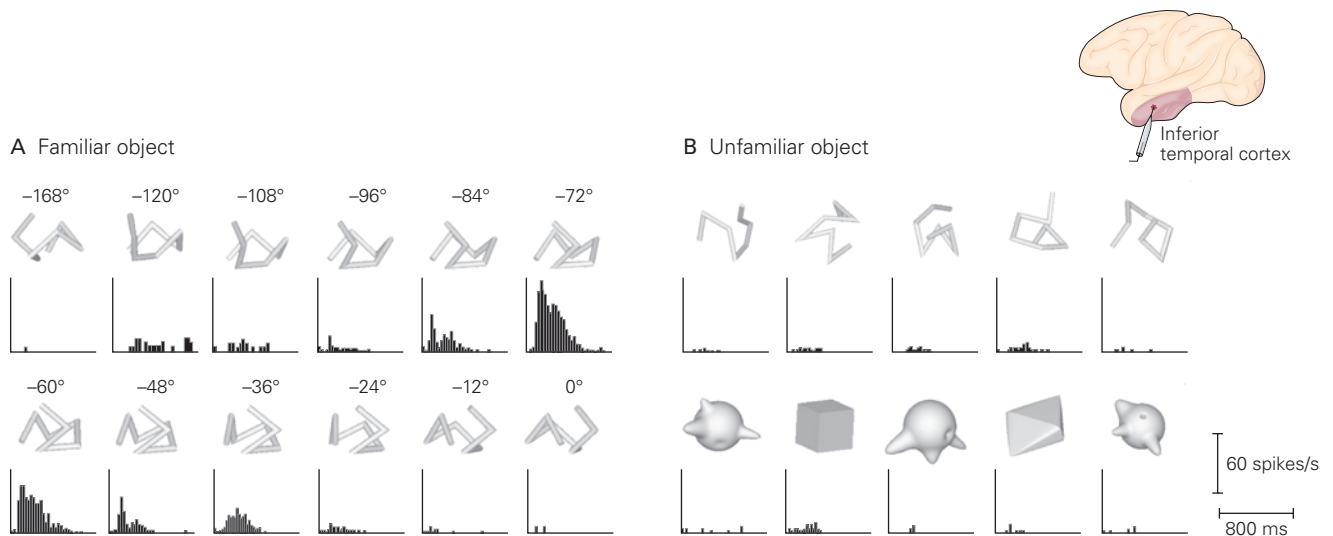 Inferior
temporal cortex
A Familiar object
B Unfamiliar object
–168° –120° –108° –96° –84° –72°
–60° –48° –36° –24° –12° 0°
60 spikes/s
800 ms